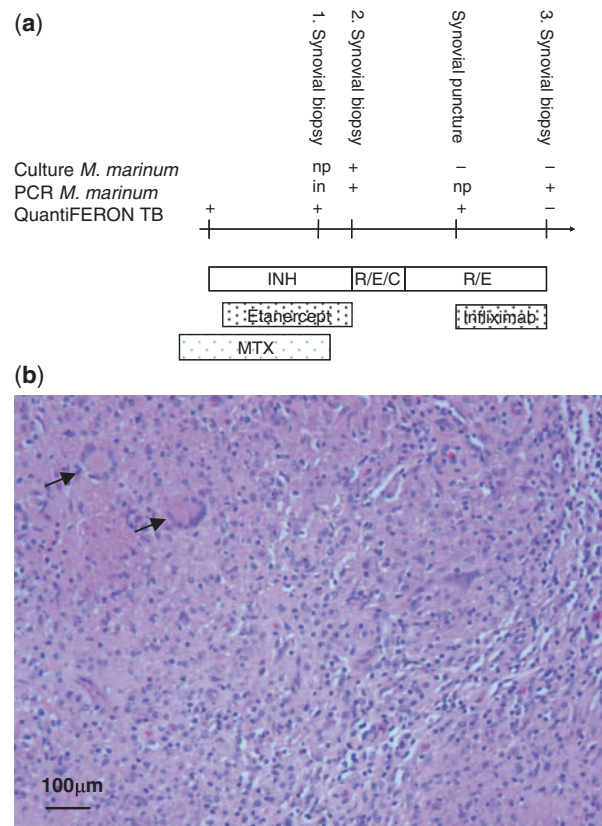 (a)
1. Synovial biopsy
2. Synovial biopsy
Synovial puncture
3. Synovial biopsy
Culture M. marinum np + – –
PCR M. marinum in + np +
QuantiFERON TB + + + –
INH R/E/C R/E
Etanercept Infliximab
MTX
(b)
100µm